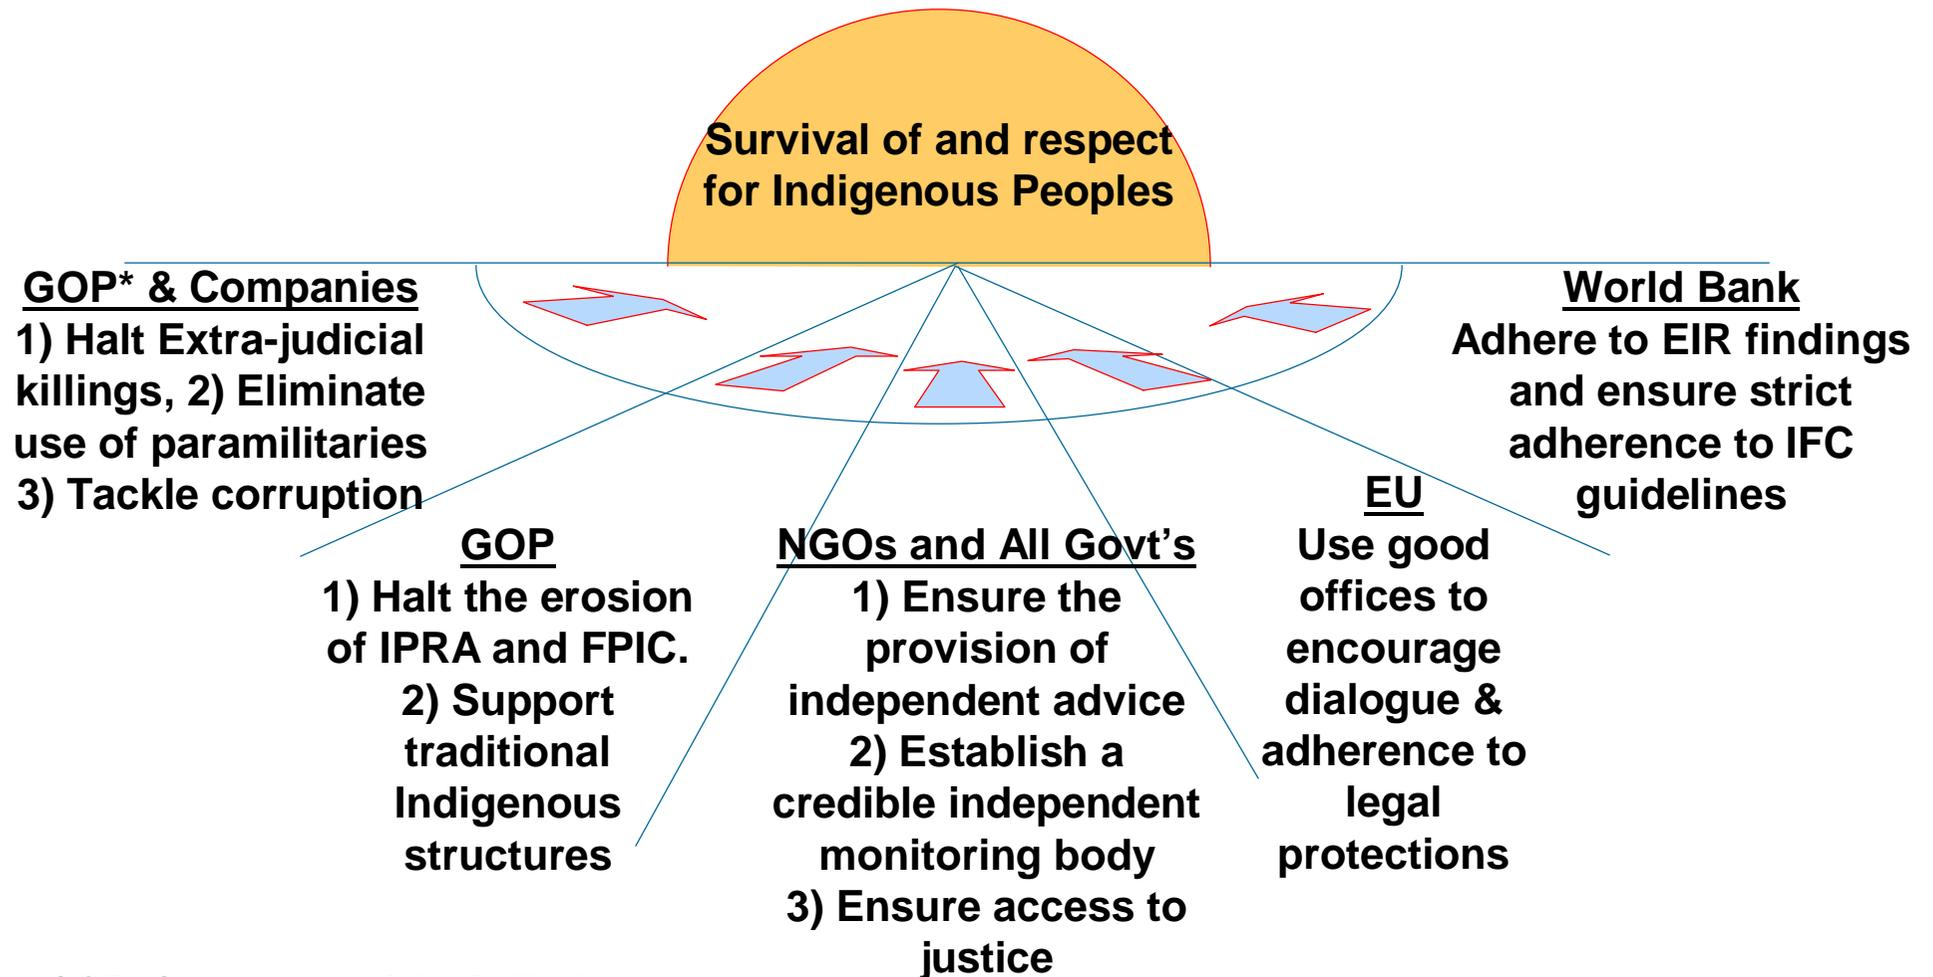 Survival of and respect
for Indigenous Peoples
GOP* & Companies
1) Halt Extra-judicial
killings, 2) Eliminate
use of paramilitaries
3) Tackle corruption
GOP
1) Halt the erosion
of IPRA and FPIC.
2) Support
traditional
Indigenous
structures
NGOs and All Govt’s
1) Ensure the
provision of
independent advice
2) Establish a
credible independent
monitoring body
3) Ensure access to
justice
EU
Use good
offices to
encourage
dialogue &
adherence to
legal
protections
World Bank
Adhere to EIR findings
and ensure strict
adherence to IFC
guidelines